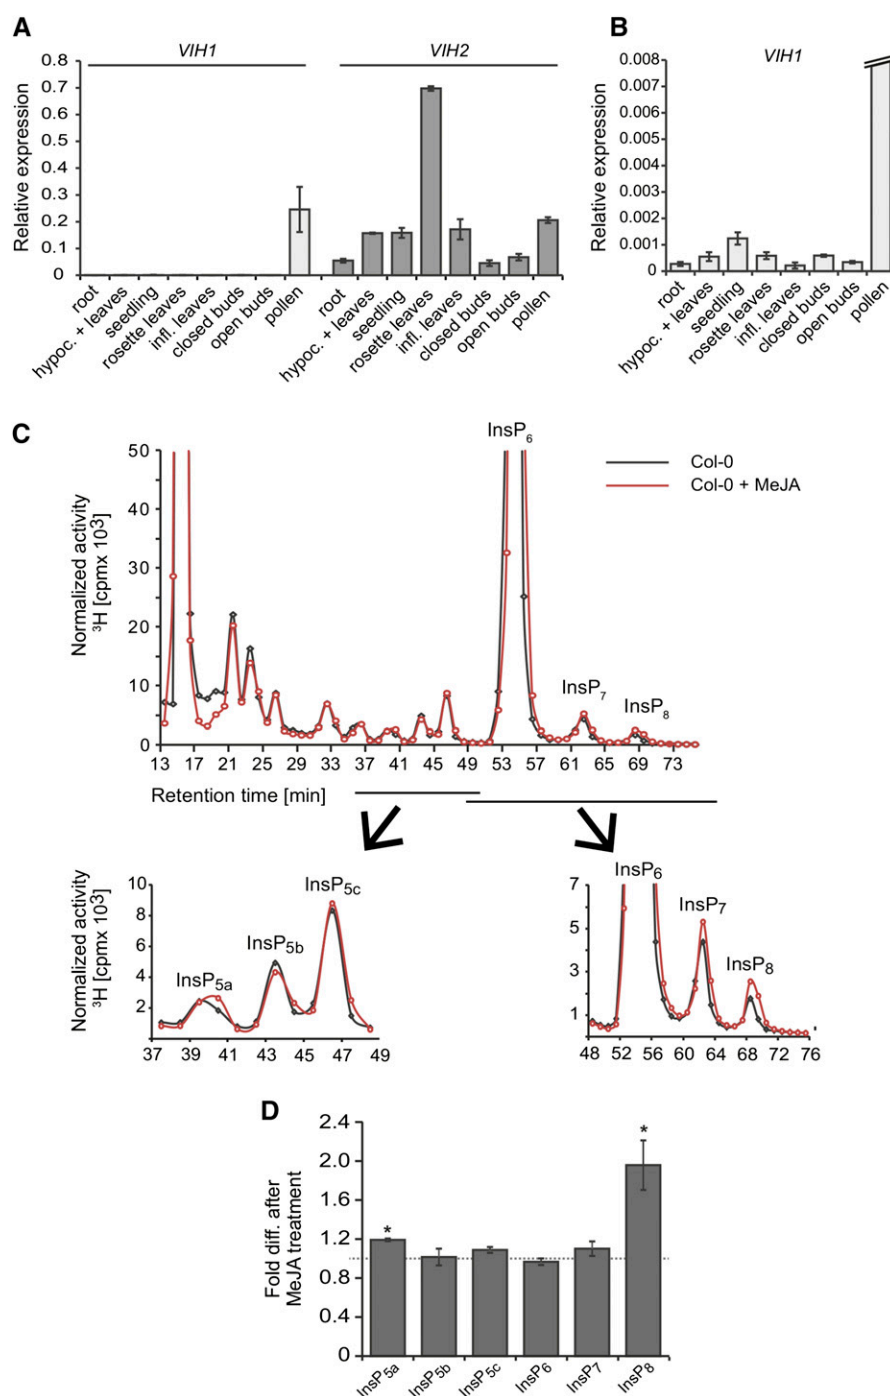 A
VIH1
VIH2
Relative expression
0.8
0.7
0.6
0.5
0.4
0.3
0.2
0.1
0
root
hypoc. + leaves
seedling
rosette leaves
infl. leaves
closed buds
open buds
pollen
root
hypoc. + leaves
seedling
rosette leaves
infl. leaves
closed buds
open buds
pollen
B
VIH1
Relative expression
0.008
0.007
0.006
0.005
0.004
0.003
0.002
0.001
0
root
hypoc. + leaves
seedling
rosette leaves
infl. leaves
closed buds
open buds
pollen
C
Normalized activity
³H [cpmx 10³]
50
40
30
20
10
0
InsP₆
InsP₇
InsP₈
Col-0
Col-0 + MeJA
13 17 21 25 29 33 37 41 45 49 53 57 61 65 69 73
Retention time [min]
Normalized activity
³H [cpmx 10³]
10
8
6
4
2
InsP5a
InsP5b
InsP5c
37 39 41 43 45 47 49
7
5
3
1
InsP₆
InsP₇
InsP₈
48 52 56 60 64 68 72 76
D
Fold diff. after
MeJA treatment
2.4
2.0
1.6
1.2
0.8
0.4
0
*
*
InsP5a
InsP5b
InsP5c
InsP6
InsP7
InsP8